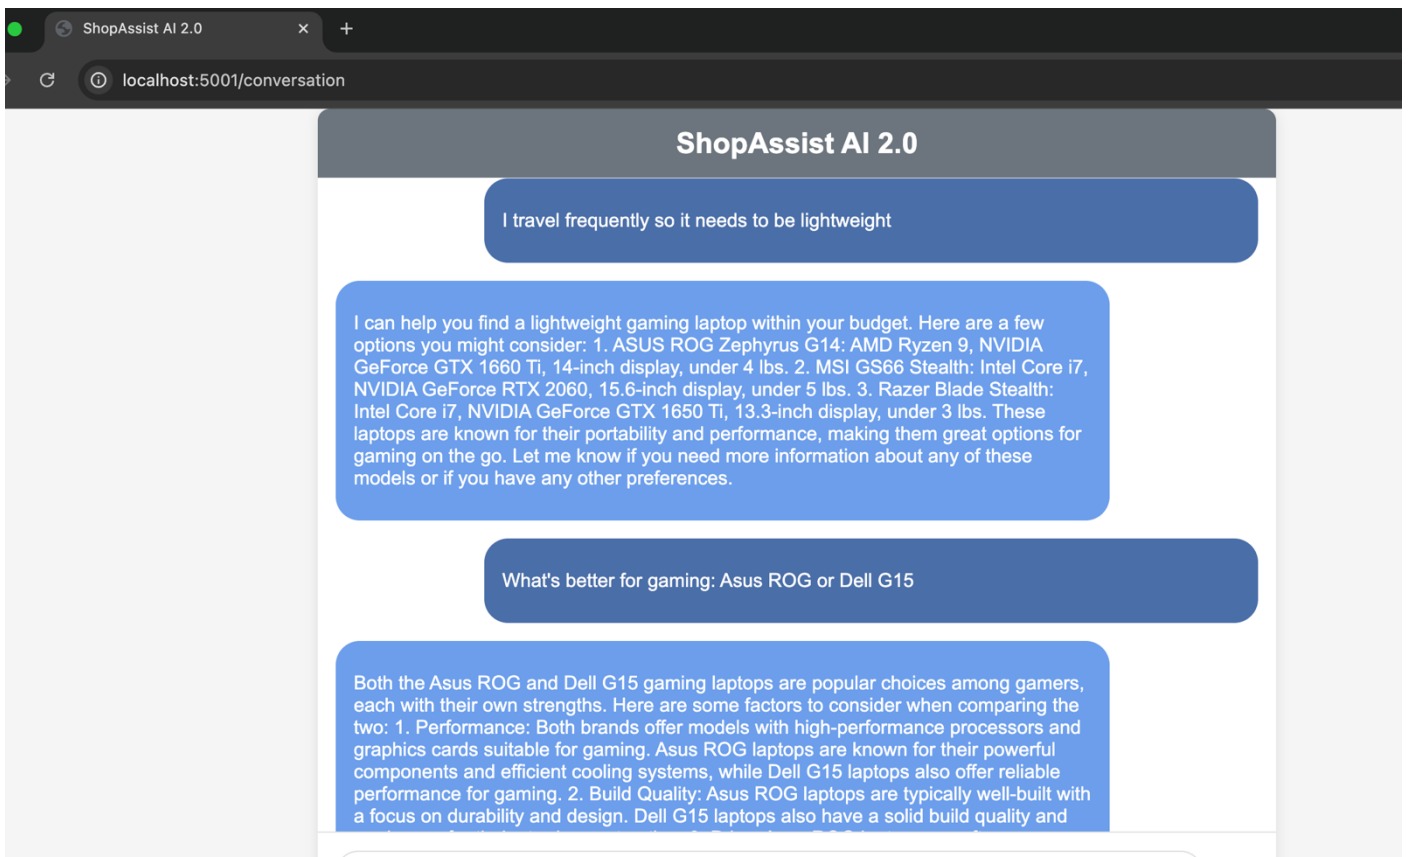 ShopAssist AI 2.0
localhost:5001/conversation
ShopAssist AI 2.0
I travel frequently so it needs to be lightweight
I can help you find a lightweight gaming laptop within your budget. Here are a few
options you might consider: 1. ASUS ROG Zephyrus G14: AMD Ryzen 9, NVIDIA
GeForce GTX 1660 Ti, 14-inch display, under 4 lbs. 2. MSI GS66 Stealth: Intel Core i7,
NVIDIA GeForce RTX 2060, 15.6-inch display, under 5 lbs. 3. Razer Blade Stealth:
Intel Core i7, NVIDIA GeForce GTX 1650 Ti, 13.3-inch display, under 3 lbs. These
laptops are known for their portability and performance, making them great options for
gaming on the go. Let me know if you need more information about any of these
models or if you have any other preferences.
What's better for gaming: Asus ROG or Dell G15
Both the Asus ROG and Dell G15 gaming laptops are popular choices among gamers,
each with their own strengths. Here are some factors to consider when comparing the
two: 1. Performance: Both brands offer models with high-performance processors and
graphics cards suitable for gaming. Asus ROG laptops are known for their powerful
components and efficient cooling systems, while Dell G15 laptops also offer reliable
performance for gaming. 2. Build Quality: Asus ROG laptops are typically well-built with
a focus on durability and design. Dell G15 laptops also have a solid build quality and